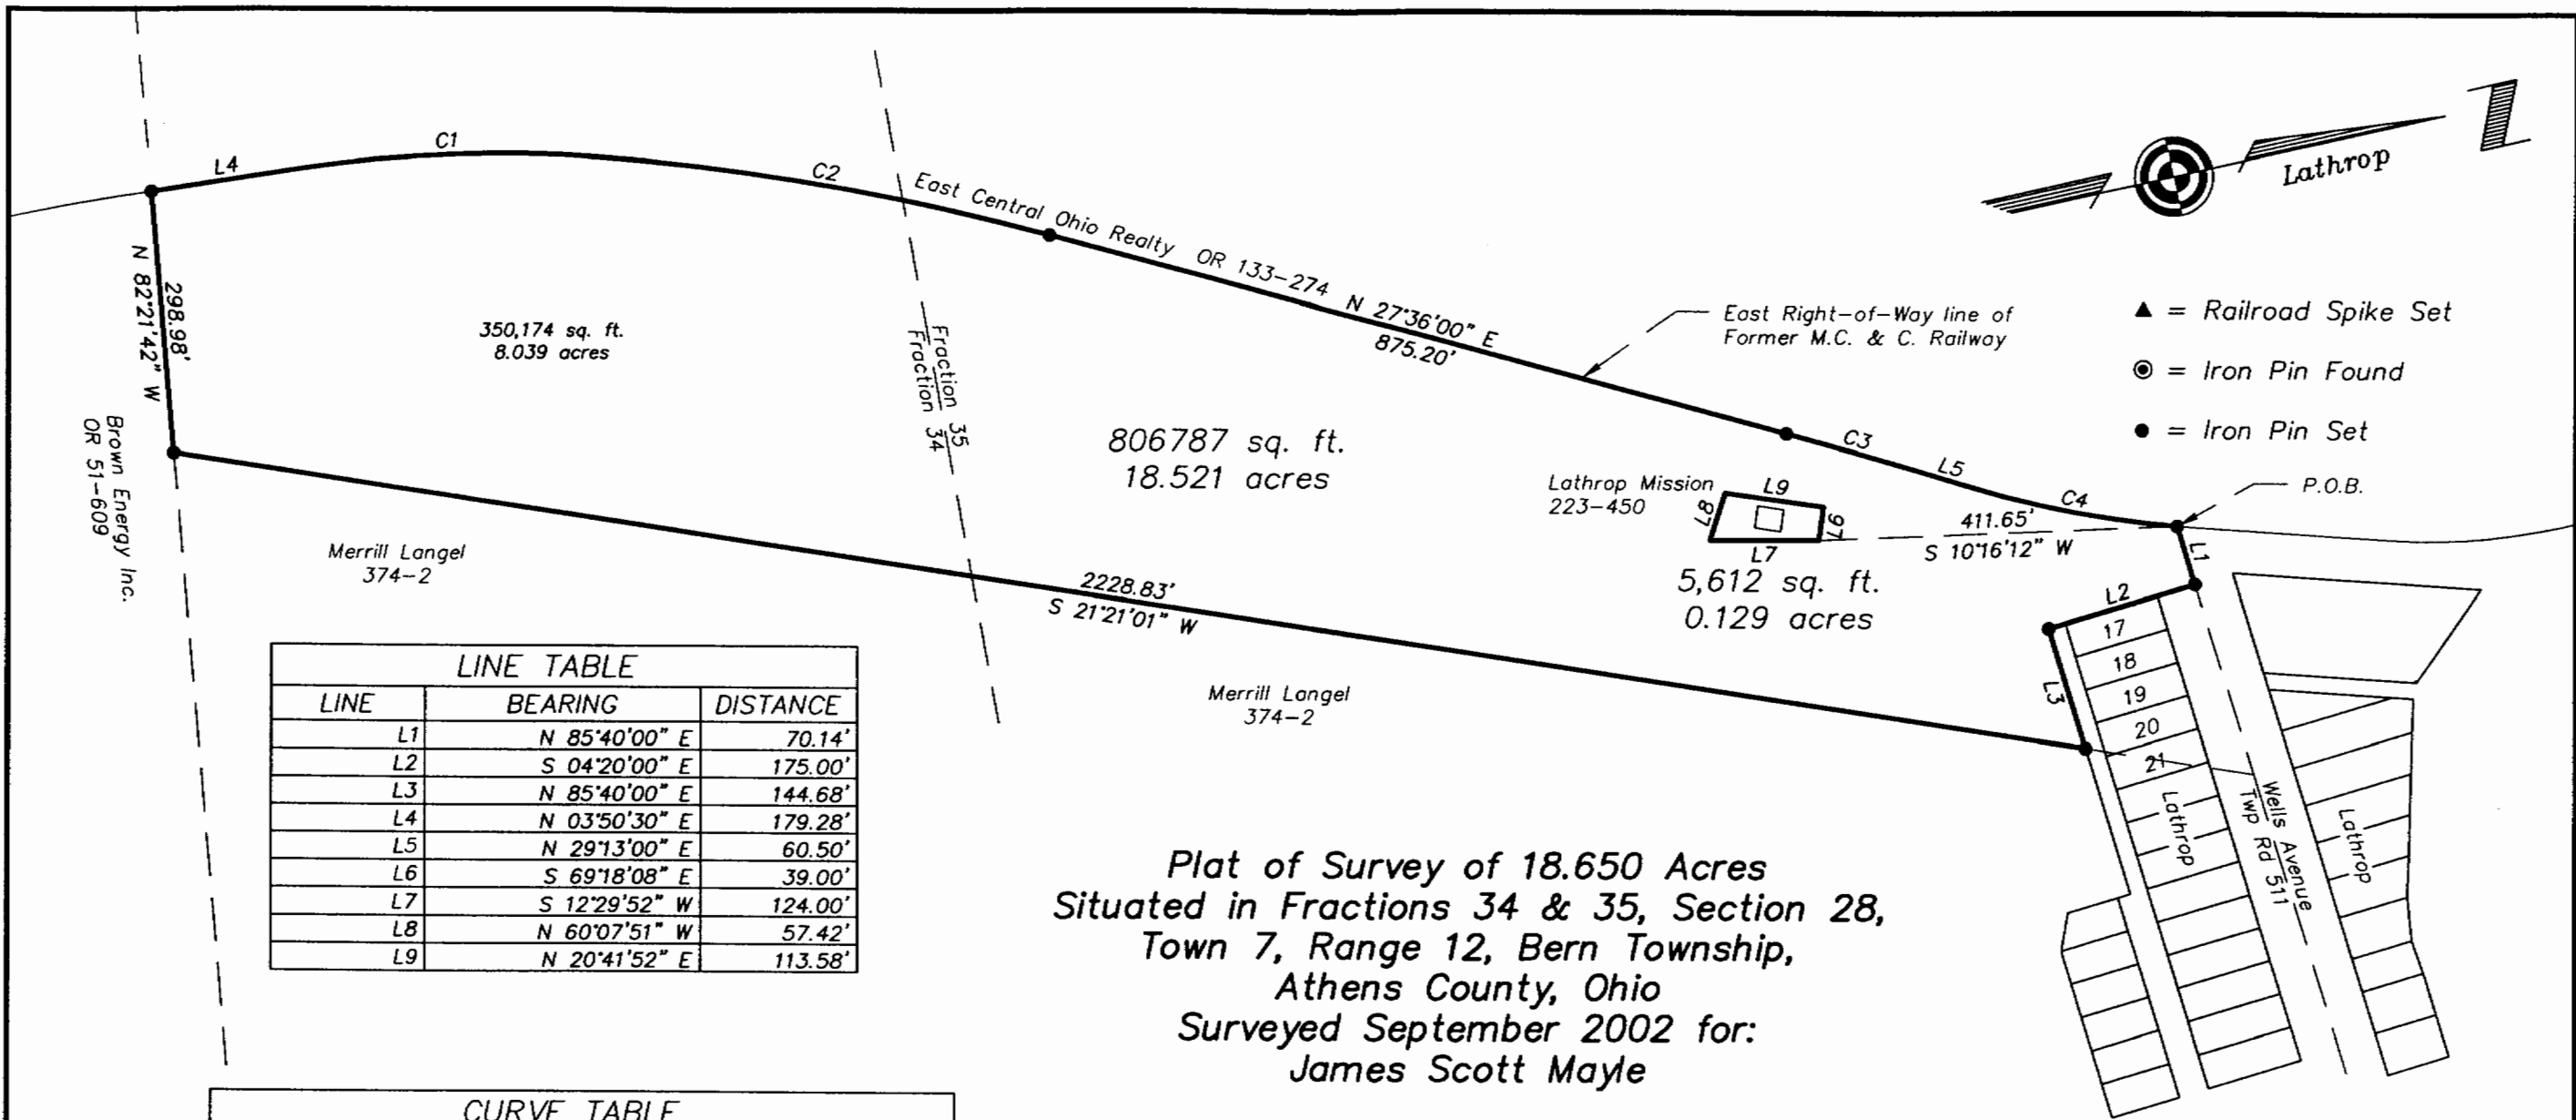 L4
C1
C2
East Central Ohio Realty OR 133-274
N 27°36'00" E
875.20'
Lathrop
East Right-of-Way line of
Former M.C. & C. Railway
▲ = Railroad Spike Set
◉ = Iron Pin Found
● = Iron Pin Set
298.98'
N 82°21'42" W
350,174 sq. ft.
8.039 acres
Fraction 35
Fraction 34
806787 sq. ft.
18.521 acres
C3
L5
C4
P.O.B.
Lathrop Mission
223-450
L9
L8
L6
L7
411.65'
S 10°16'12" W
5,612 sq. ft.
0.129 acres
L1
L2
L3
17
18
19
20
21
Brown Energy Inc.
OR 51-609
Merrill Langel
374-2
2228.83'
S 21°21'01" W
Merrill Langel
374-2
Lathrop
Wells Avenue
Twp Rd 511
Lathrop
LINE TABLE
LINE BEARING DISTANCE
L1 N 85°40'00" E 70.14'
L2 S 04°20'00" E 175.00'
L3 N 85°40'00" E 144.68'
L4 N 03°50'30" E 179.28'
L5 N 29°13'00" E 60.50'
L6 S 69°18'08" E 39.00'
L7 S 12°29'52" W 124.00'
L8 N 60°07'51" W 57.42'
L9 N 20°41'52" E 113.58'
Plat of Survey of 18.650 Acres
Situated in Fractions 34 & 35, Section 28,
Town 7, Range 12, Bern Township,
Athens County, Ohio
Surveyed September 2002 for:
James Scott Mayle
CURVE TABLE